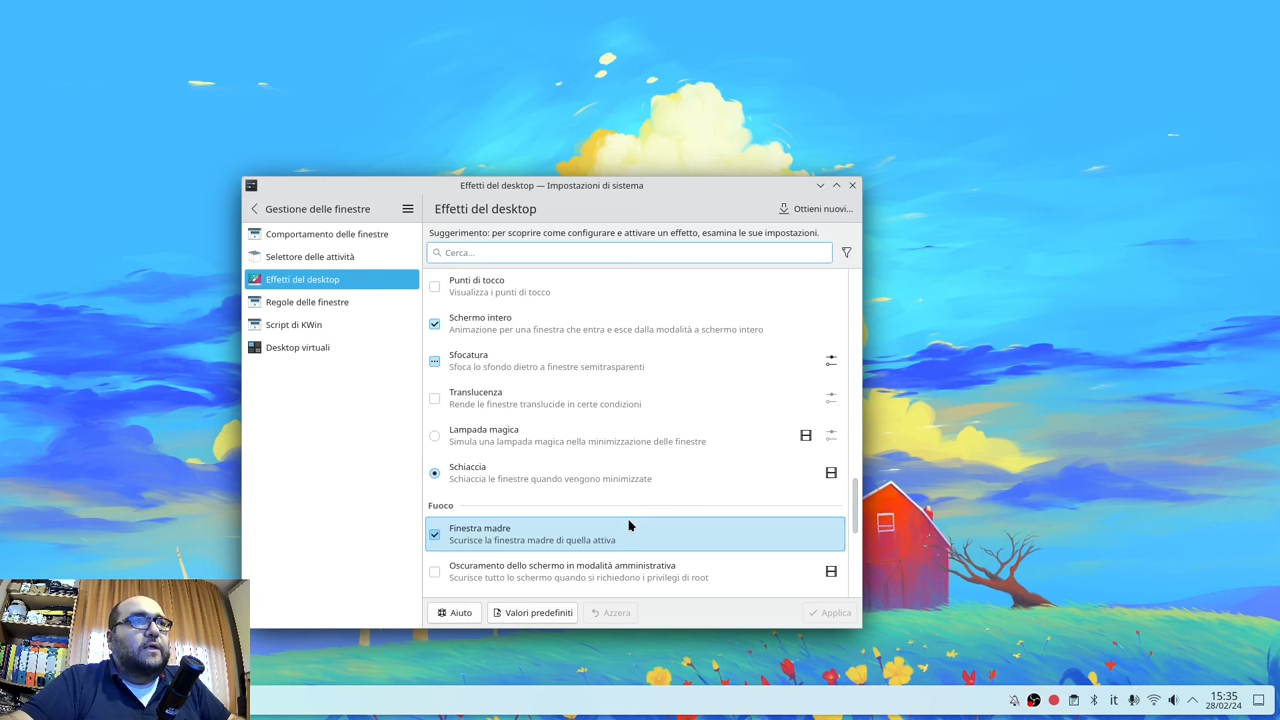 Effetti del desktop — Impostazioni di sistema
Gestione delle finestre
Effetti del desktop
Ottieni nuovi...
Comportamento delle finestre
Selettore delle attività
Effetti del desktop
Regole delle finestre
Script di KWin
Desktop virtuali
Suggerimento: per scoprire come configurare e attivare un effetto, esamina le sue impostazioni.
Cerca...
Punti di tocco
Visualizza i punti di tocco
Schermo intero
Animazione per una finestra che entra e esce dalla modalità a schermo intero
Sfocatura
Sfoca lo sfondo dietro a finestre semitrasparenti
Translucenza
Rende le finestre translucide in certe condizioni
Lampada magica
Simula una lampada magica nella minimizzazione delle finestre
Schiaccia
Schiaccia le finestre quando vengono minimizzate
Fuoco
Finestra madre
Scurisce la finestra madre di quella attiva
Oscuramento dello schermo in modalità amministrativa
Scurisce tutto lo schermo quando si richiedono i privilegi di root
Aiuto
Valori predefiniti
Azzera
Applica
it
15:35
28/02/24